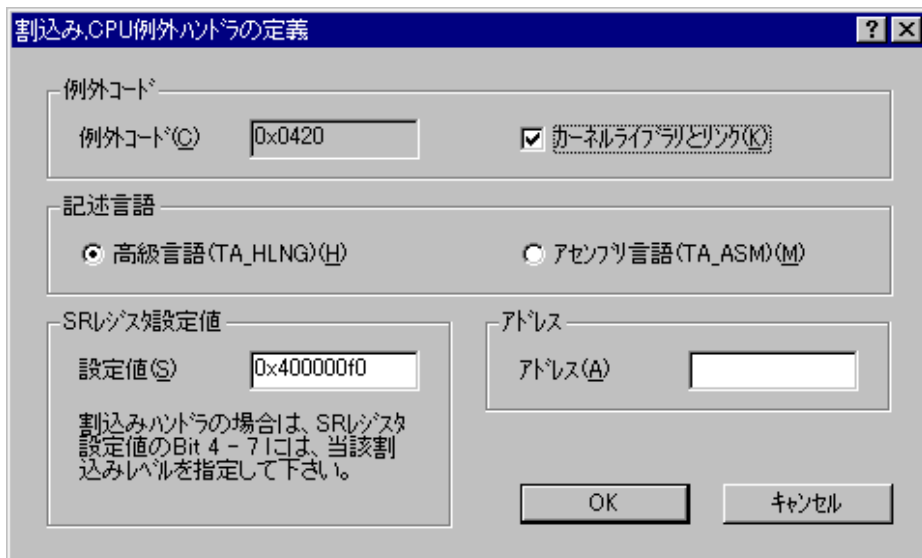 割込み,CPU例外ﾊﾝﾄﾞﾗの定義
例外ｺｰﾄﾞ
例外ｺｰﾄﾞ(C) 0x0420 ｶｰﾈﾙﾗｲﾌﾞﾗﾘとﾘﾝｸ(K)
記述言語
高級言語(TA_HLNG)(H) ｱｾﾝﾌﾞﾘ言語(TA_ASM)(M)
SRﾚｼﾞｽﾀ設定値 ｱﾄﾞﾚｽ
設定値(S) 0x400000f0 ｱﾄﾞﾚｽ(A)
割込みﾊﾝﾄﾞﾗの場合は、SRﾚｼﾞｽﾀ
設定値のBit 4 - 7には、当該割
込みﾚﾍﾞﾙを指定して下さい。
OK ｷｬﾝｾﾙ